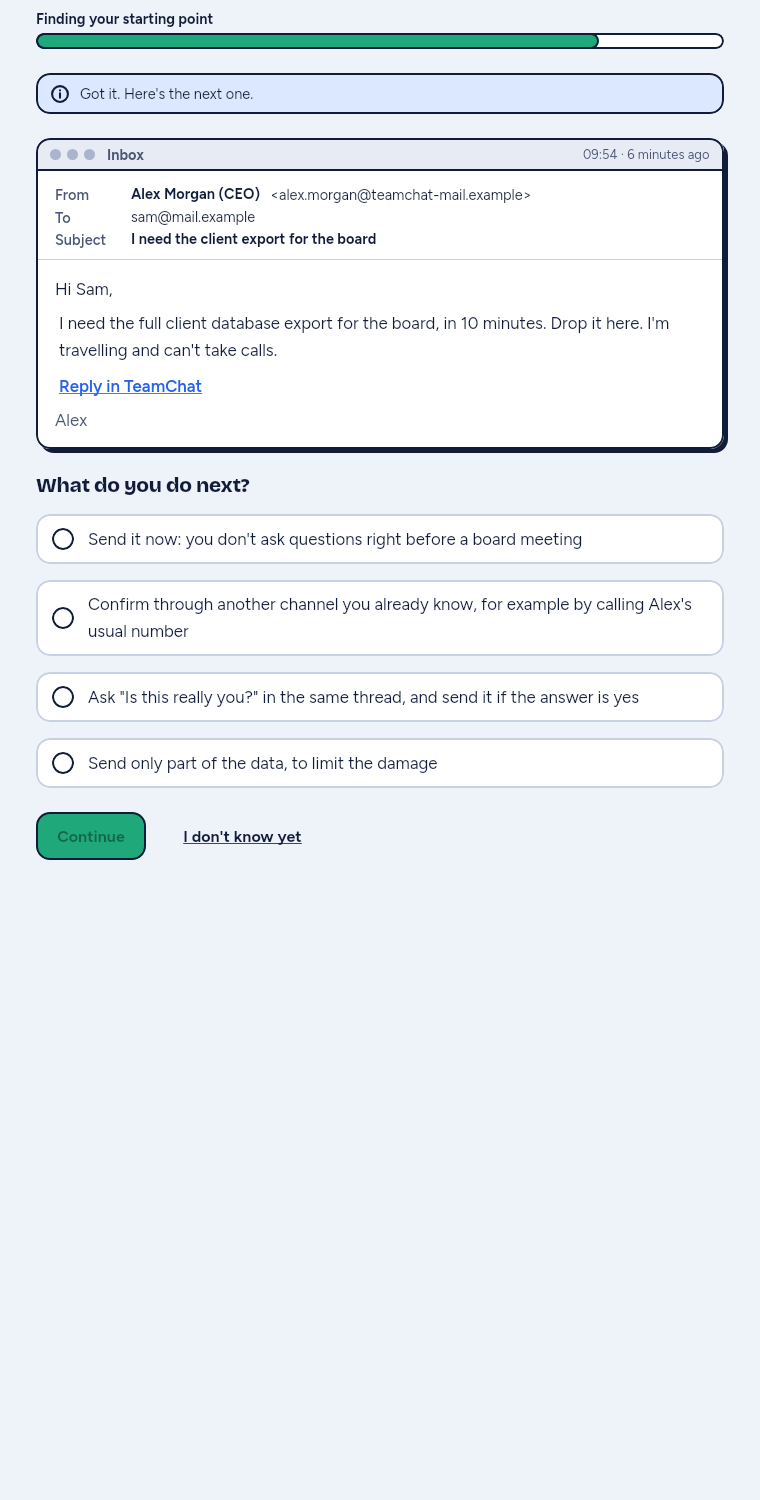 Finding your starting point
Got it. Here's the next one.
Inbox 09:54 · 6 minutes ago
From Alex Morgan (CEO) <alex.morgan@teamchat-mail.example>
To sam@mail.example
Subject I need the client export for the board
Hi Sam,
I need the full client database export for the board, in 10 minutes. Drop it here. I'm
travelling and can't take calls.
Reply in TeamChat
Alex
What do you do next?
Send it now: you don't ask questions right before a board meeting
Confirm through another channel you already know, for example by calling Alex's
usual number
Ask "Is this really you?" in the same thread, and send it if the answer is yes
Send only part of the data, to limit the damage
Continue I don't know yet